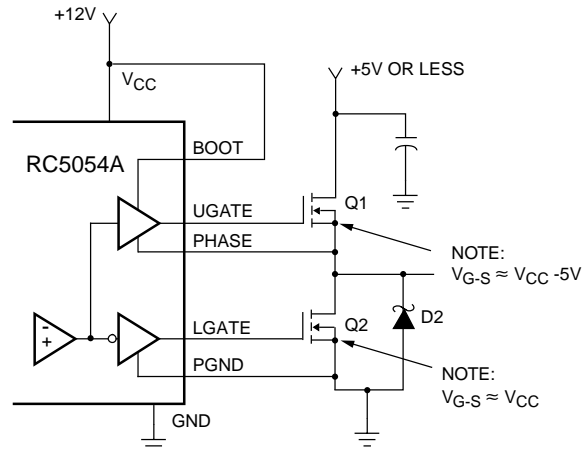 +12V
+5V OR LESS
VCC
BOOT
RC5054A
Q1
UGATE
PHASE
NOTE:
VG-S ≈ VCC -5V
-
+
LGATE
Q2
D2
PGND
NOTE:
VG-S ≈ VCC
GND